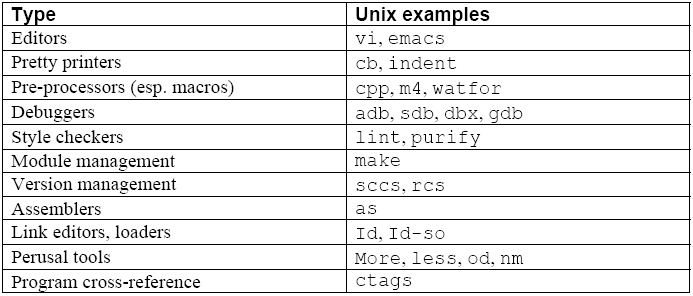 Type Unix examples
Editors vi, emacs
Pretty printers cb, indent
Pre-processors (esp. macros) cpp, m4, watfor
Debuggers adb, sdb, dbx, gdb
Style checkers lint, purify
Module management make
Version management sccs, rcs
Assemblers as
Link editors, loaders Id, Id-so
Perusal tools More, less, od, nm
Program cross-reference ctags